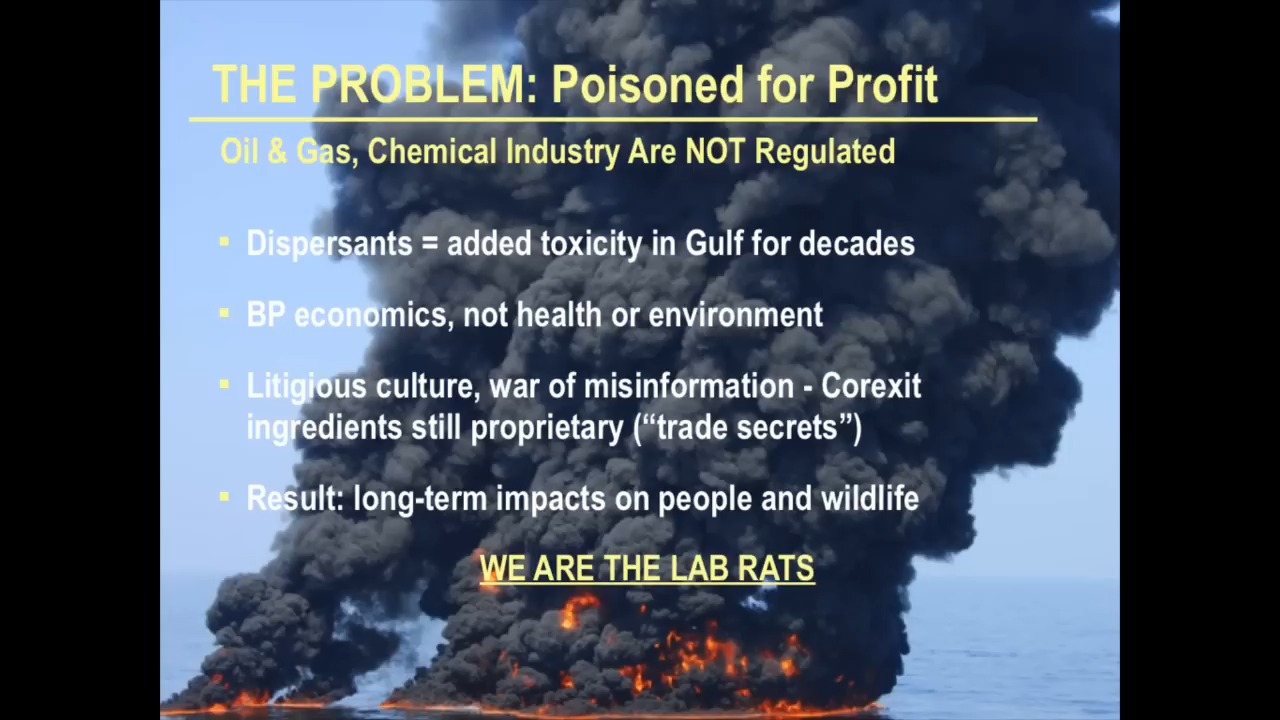 THE PROBLEM: Poisoned for Profit
Oil & Gas, Chemical Industry Are NOT Regulated
▪ Dispersants = added toxicity in Gulf for decades
▪ BP economics, not health or environment
▪ Litigious culture, war of misinformation - Corexit
ingredients still proprietary (“trade secrets”)
▪ Result: long-term impacts on people and wildlife
WE ARE THE LAB RATS